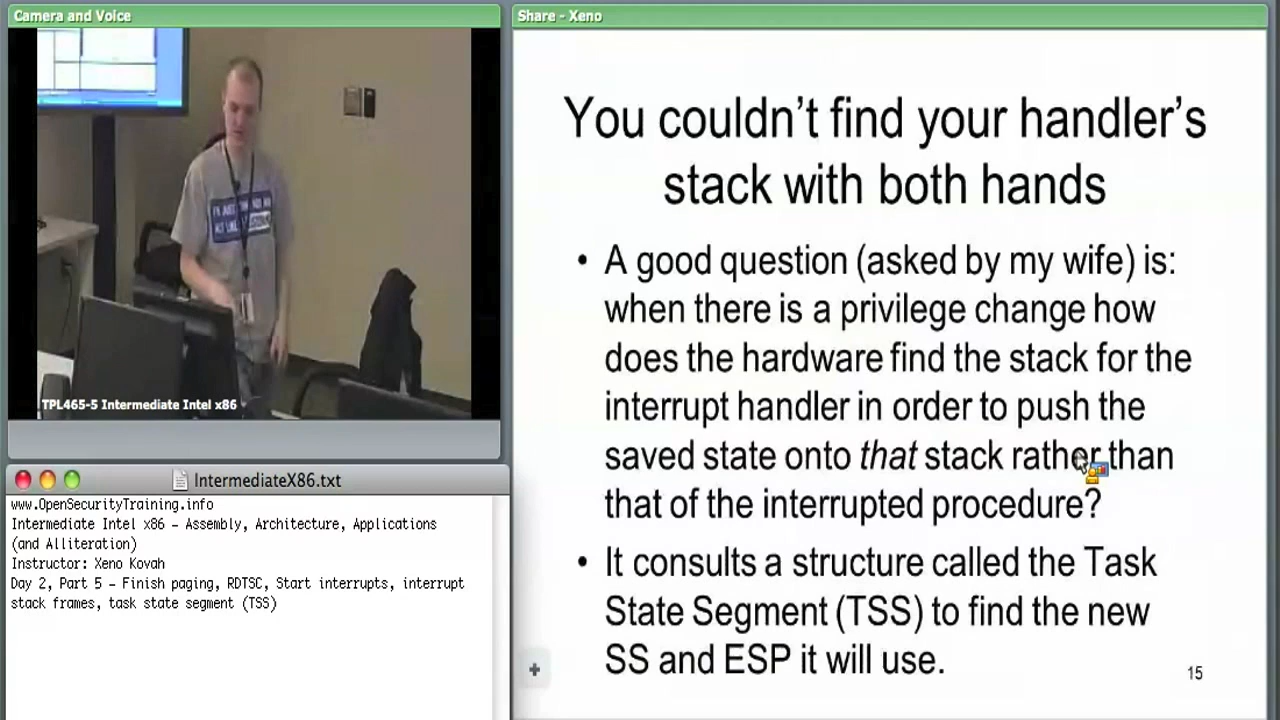 Camera and Voice
TPL465-5 Intermediate Intel x86
IntermediateX86.txt
www.OpenSecurityTraining.info
Intermediate Intel x86 – Assembly, Architecture, Applications
(and Alliteration)
Instructor: Xeno Kovah
Day 2, Part 5 – Finish paging, RDTSC, Start interrupts, interrupt
stack frames, task state segment (TSS)
Share - Xeno
You couldn't find your handler's
stack with both hands
• A good question (asked by my wife) is:
when there is a privilege change how
does the hardware find the stack for the
interrupt handler in order to push the
saved state onto that stack rather than
that of the interrupted procedure?
• It consults a structure called the Task
State Segment (TSS) to find the new
SS and ESP it will use.
15